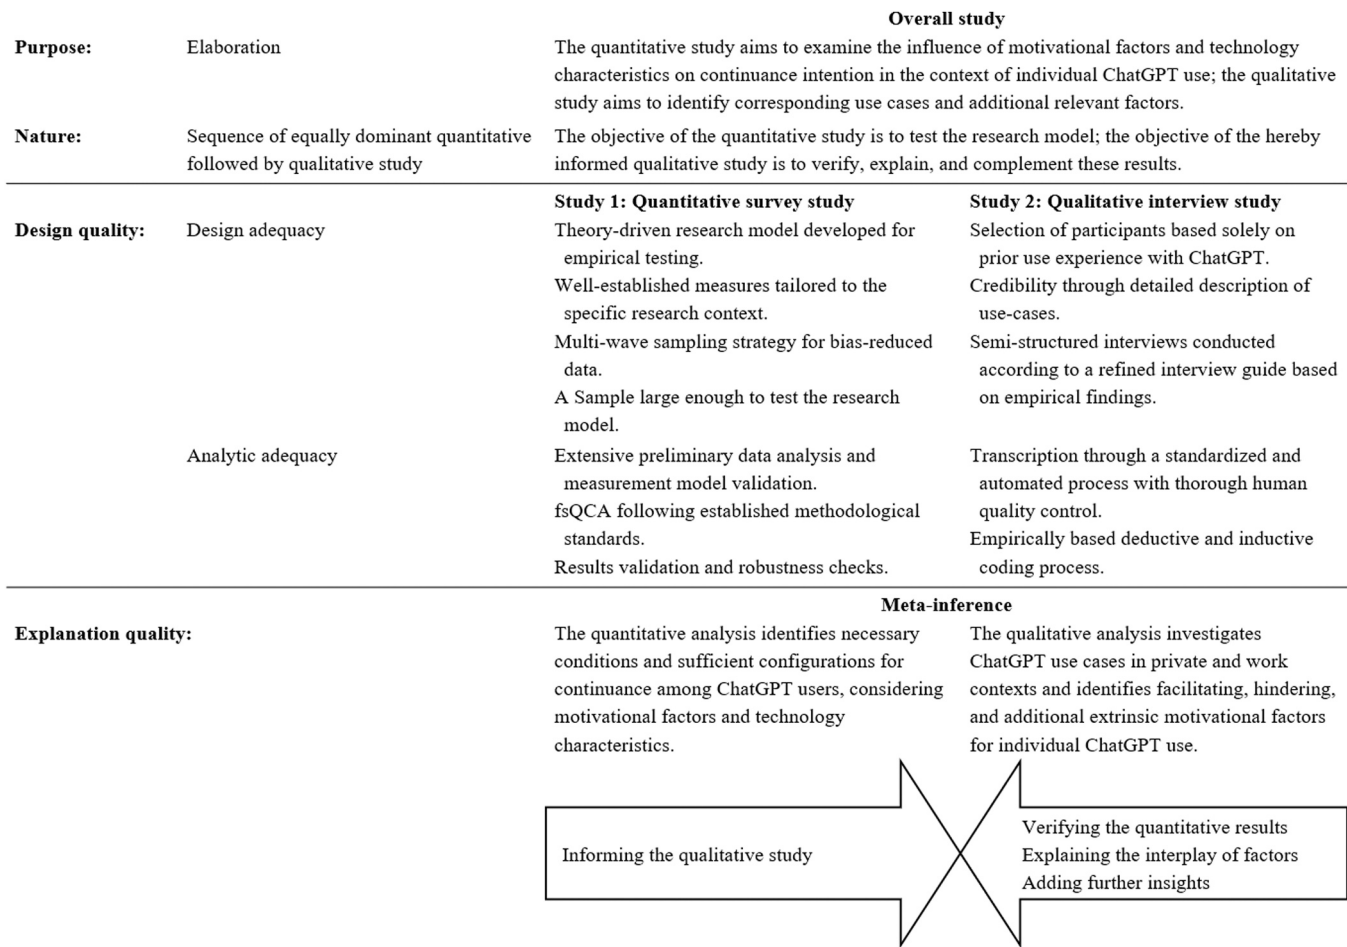 Overall study
Purpose: Elaboration The quantitative study aims to examine the influence of motivational factors and technology
characteristics on continuance intention in the context of individual ChatGPT use; the qualitative
study aims to identify corresponding use cases and additional relevant factors.
Nature: Sequence of equally dominant quantitative The objective of the quantitative study is to test the research model; the objective of the hereby
followed by qualitative study informed qualitative study is to verify, explain, and complement these results.
Study 1: Quantitative survey study Study 2: Qualitative interview study
Design quality: Design adequacy Theory-driven research model developed for Selection of participants based solely on
empirical testing. prior use experience with ChatGPT.
Well-established measures tailored to the Credibility through detailed description of
specific research context. use-cases.
Multi-wave sampling strategy for bias-reduced Semi-structured interviews conducted
data. according to a refined interview guide based
A Sample large enough to test the research on empirical findings.
model.
Analytic adequacy Extensive preliminary data analysis and Transcription through a standardized and
measurement model validation. automated process with thorough human
fsQCA following established methodological quality control.
standards. Empirically based deductive and inductive
Results validation and robustness checks. coding process.
Meta-inference
Explanation quality: The quantitative analysis identifies necessary The qualitative analysis investigates
conditions and sufficient configurations for ChatGPT use cases in private and work
continuance among ChatGPT users, considering contexts and identifies facilitating, hindering,
motivational factors and technology and additional extrinsic motivational factors
characteristics. for individual ChatGPT use.
Verifying the quantitative results
Informing the qualitative study Explaining the interplay of factors
Adding further insights